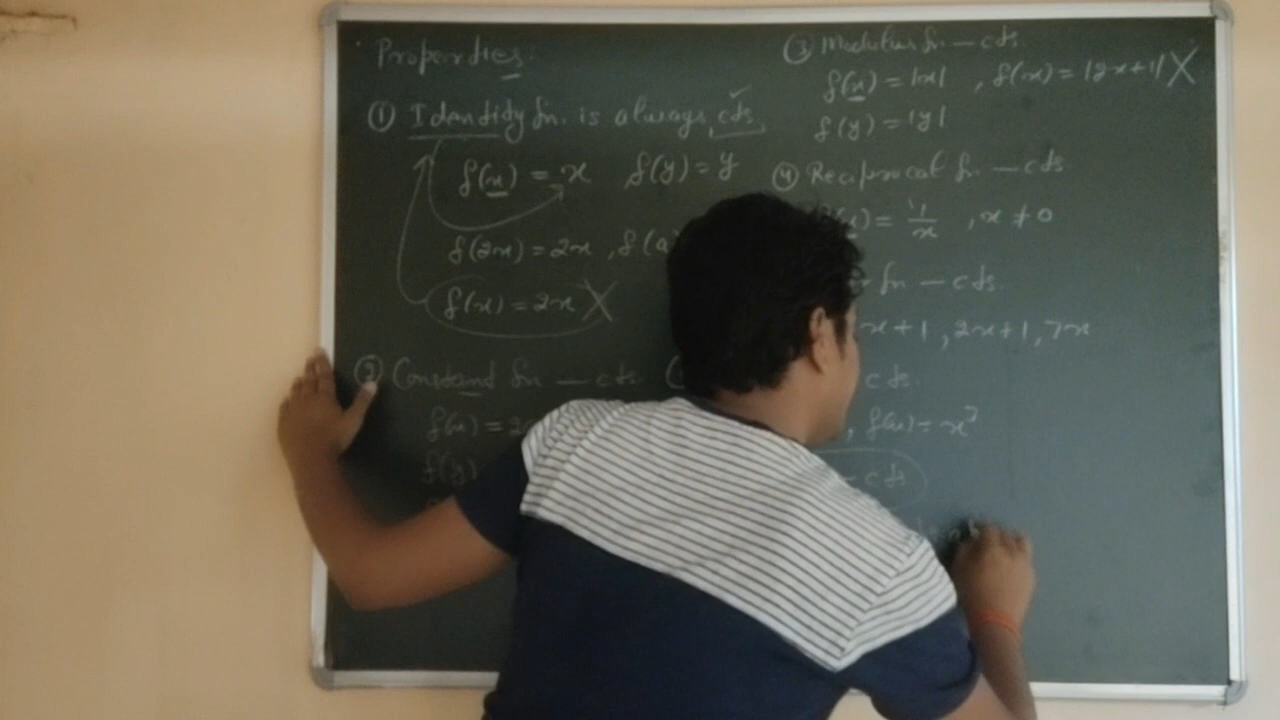 Properties:
① Identity fn. is always cts.
f(x) = x f(y) = y
f(2x) = 2x , f(a
f(x) = 2x X
② Constant fn — cts
f(x) = 2
f(y)
③ Modulus fn — cts.
f(x) = |x| , f(x) = |2x+1| X
f(y) = |y|
④ Reciprocal fn — cts
= 1/x , x ≠ 0
fn — cts.
x+1 , 2x+1 , 7x
cts.
, f(x) = x²
— cts